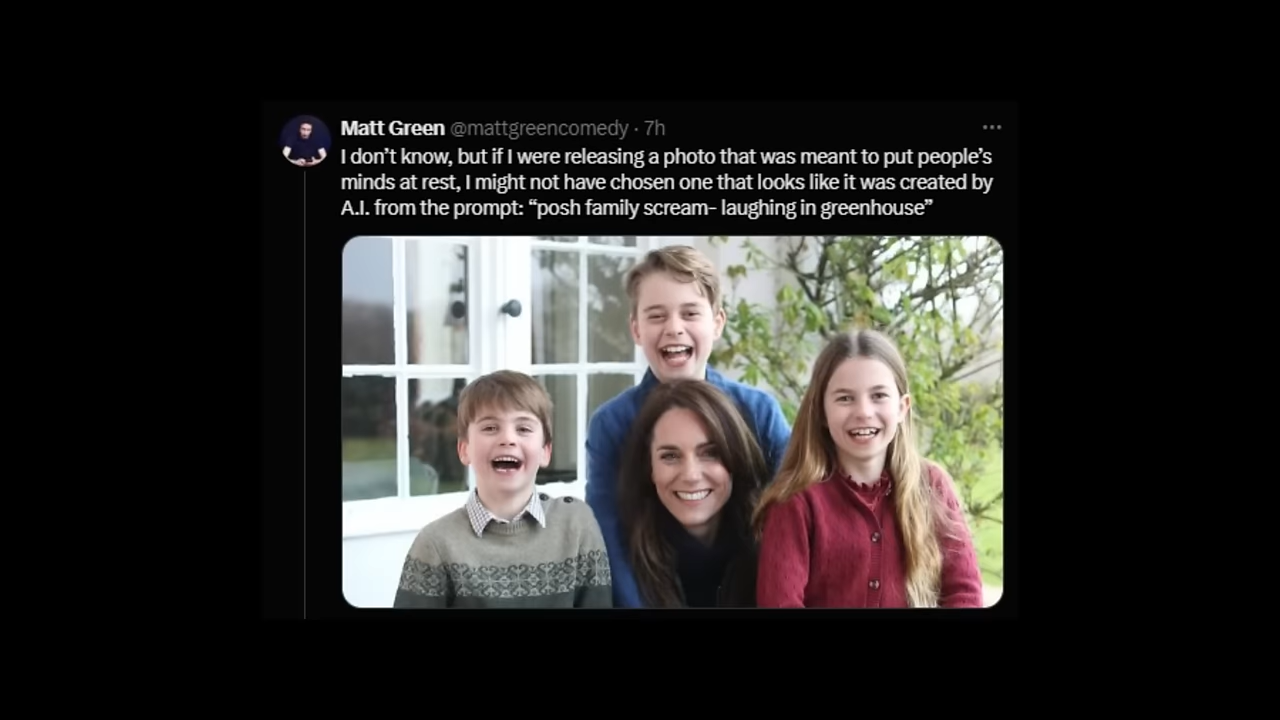 Matt Green @mattgreencomedy · 7h
I don’t know, but if I were releasing a photo that was meant to put people’s
minds at rest, I might not have chosen one that looks like it was created by
A.I. from the prompt: “posh family scream- laughing in greenhouse”